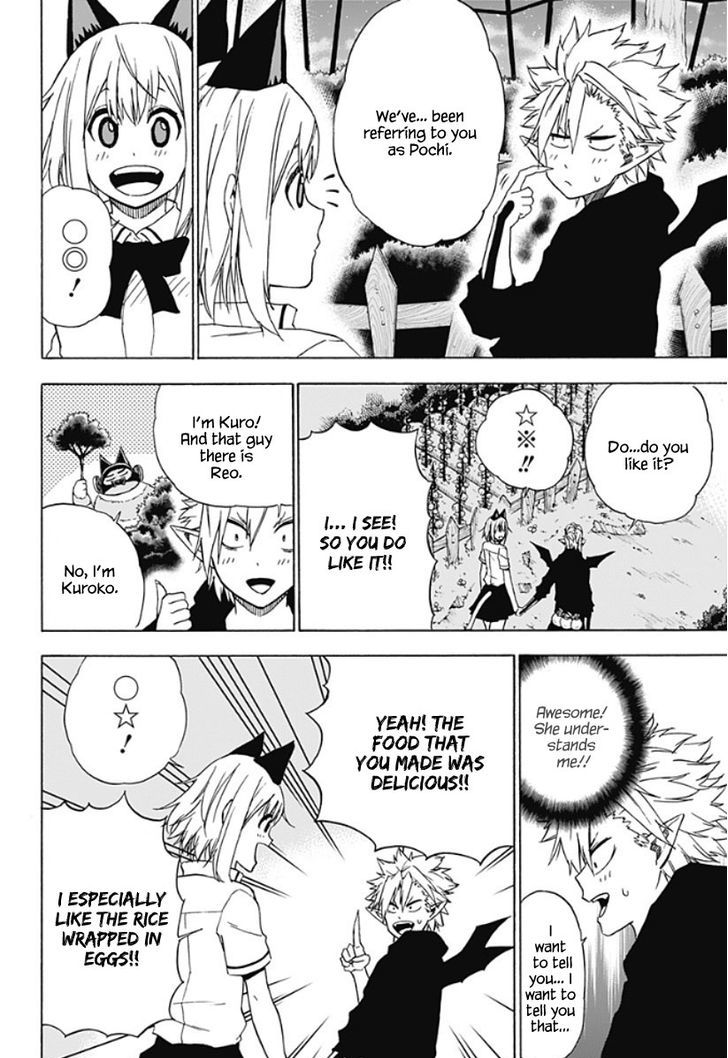 We've... been
referring to you
as Pochi.
○
◎
!
Do...do you
like it?
☆
※
!!
I... I SEE!
SO YOU DO
LIKE IT!!
I'm Kuro!
And that guy
there is
Reo.
No, I'm
Kuroko.
Awesome!
She under-
stands
me!!
I
want
to tell
you... I
want to
tell you
that...
YEAH! THE
FOOD THAT
YOU MADE WAS
DELICIOUS!!
I ESPECIALLY
LIKE THE RICE
WRAPPED IN
EGGS!!
○
☆
!